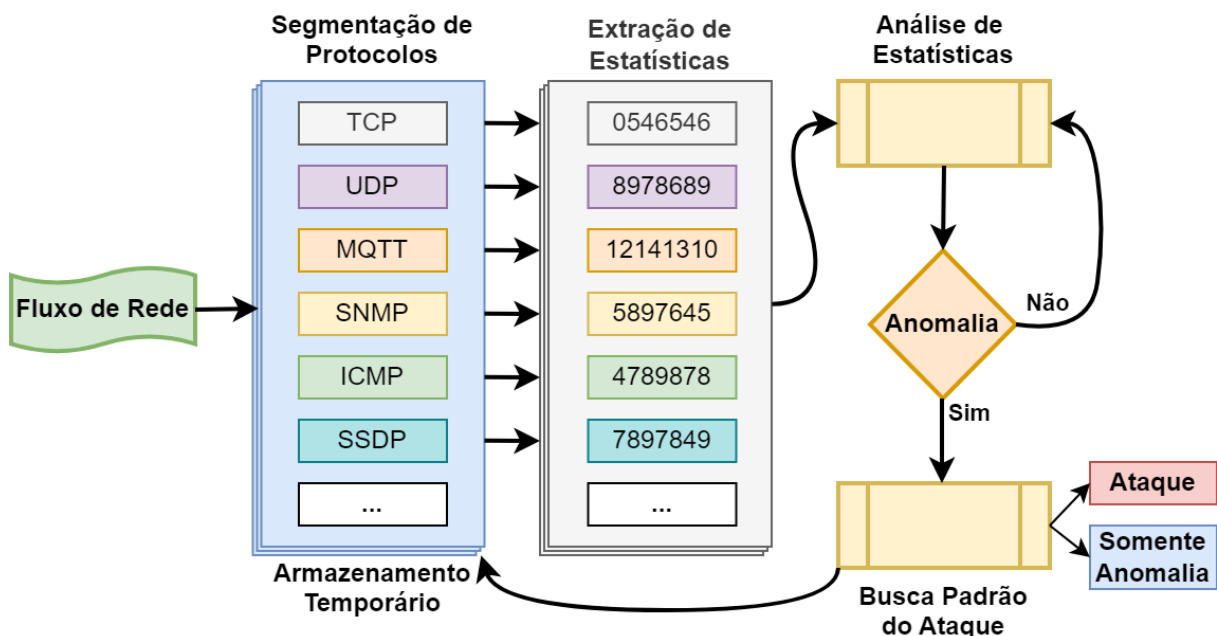 Segmentação de
Protocolos
Extração de
Estatísticas
Análise de
Estatísticas
TCP
0546546
UDP
8978689
MQTT
12141310
Fluxo de Rede
SNMP
5897645
Anomalia
Não
ICMP
4789878
Sim
SSDP
7897849
...
...
Ataque
Somente
Anomalia
Armazenamento
Temporário
Busca Padrão
do Ataque